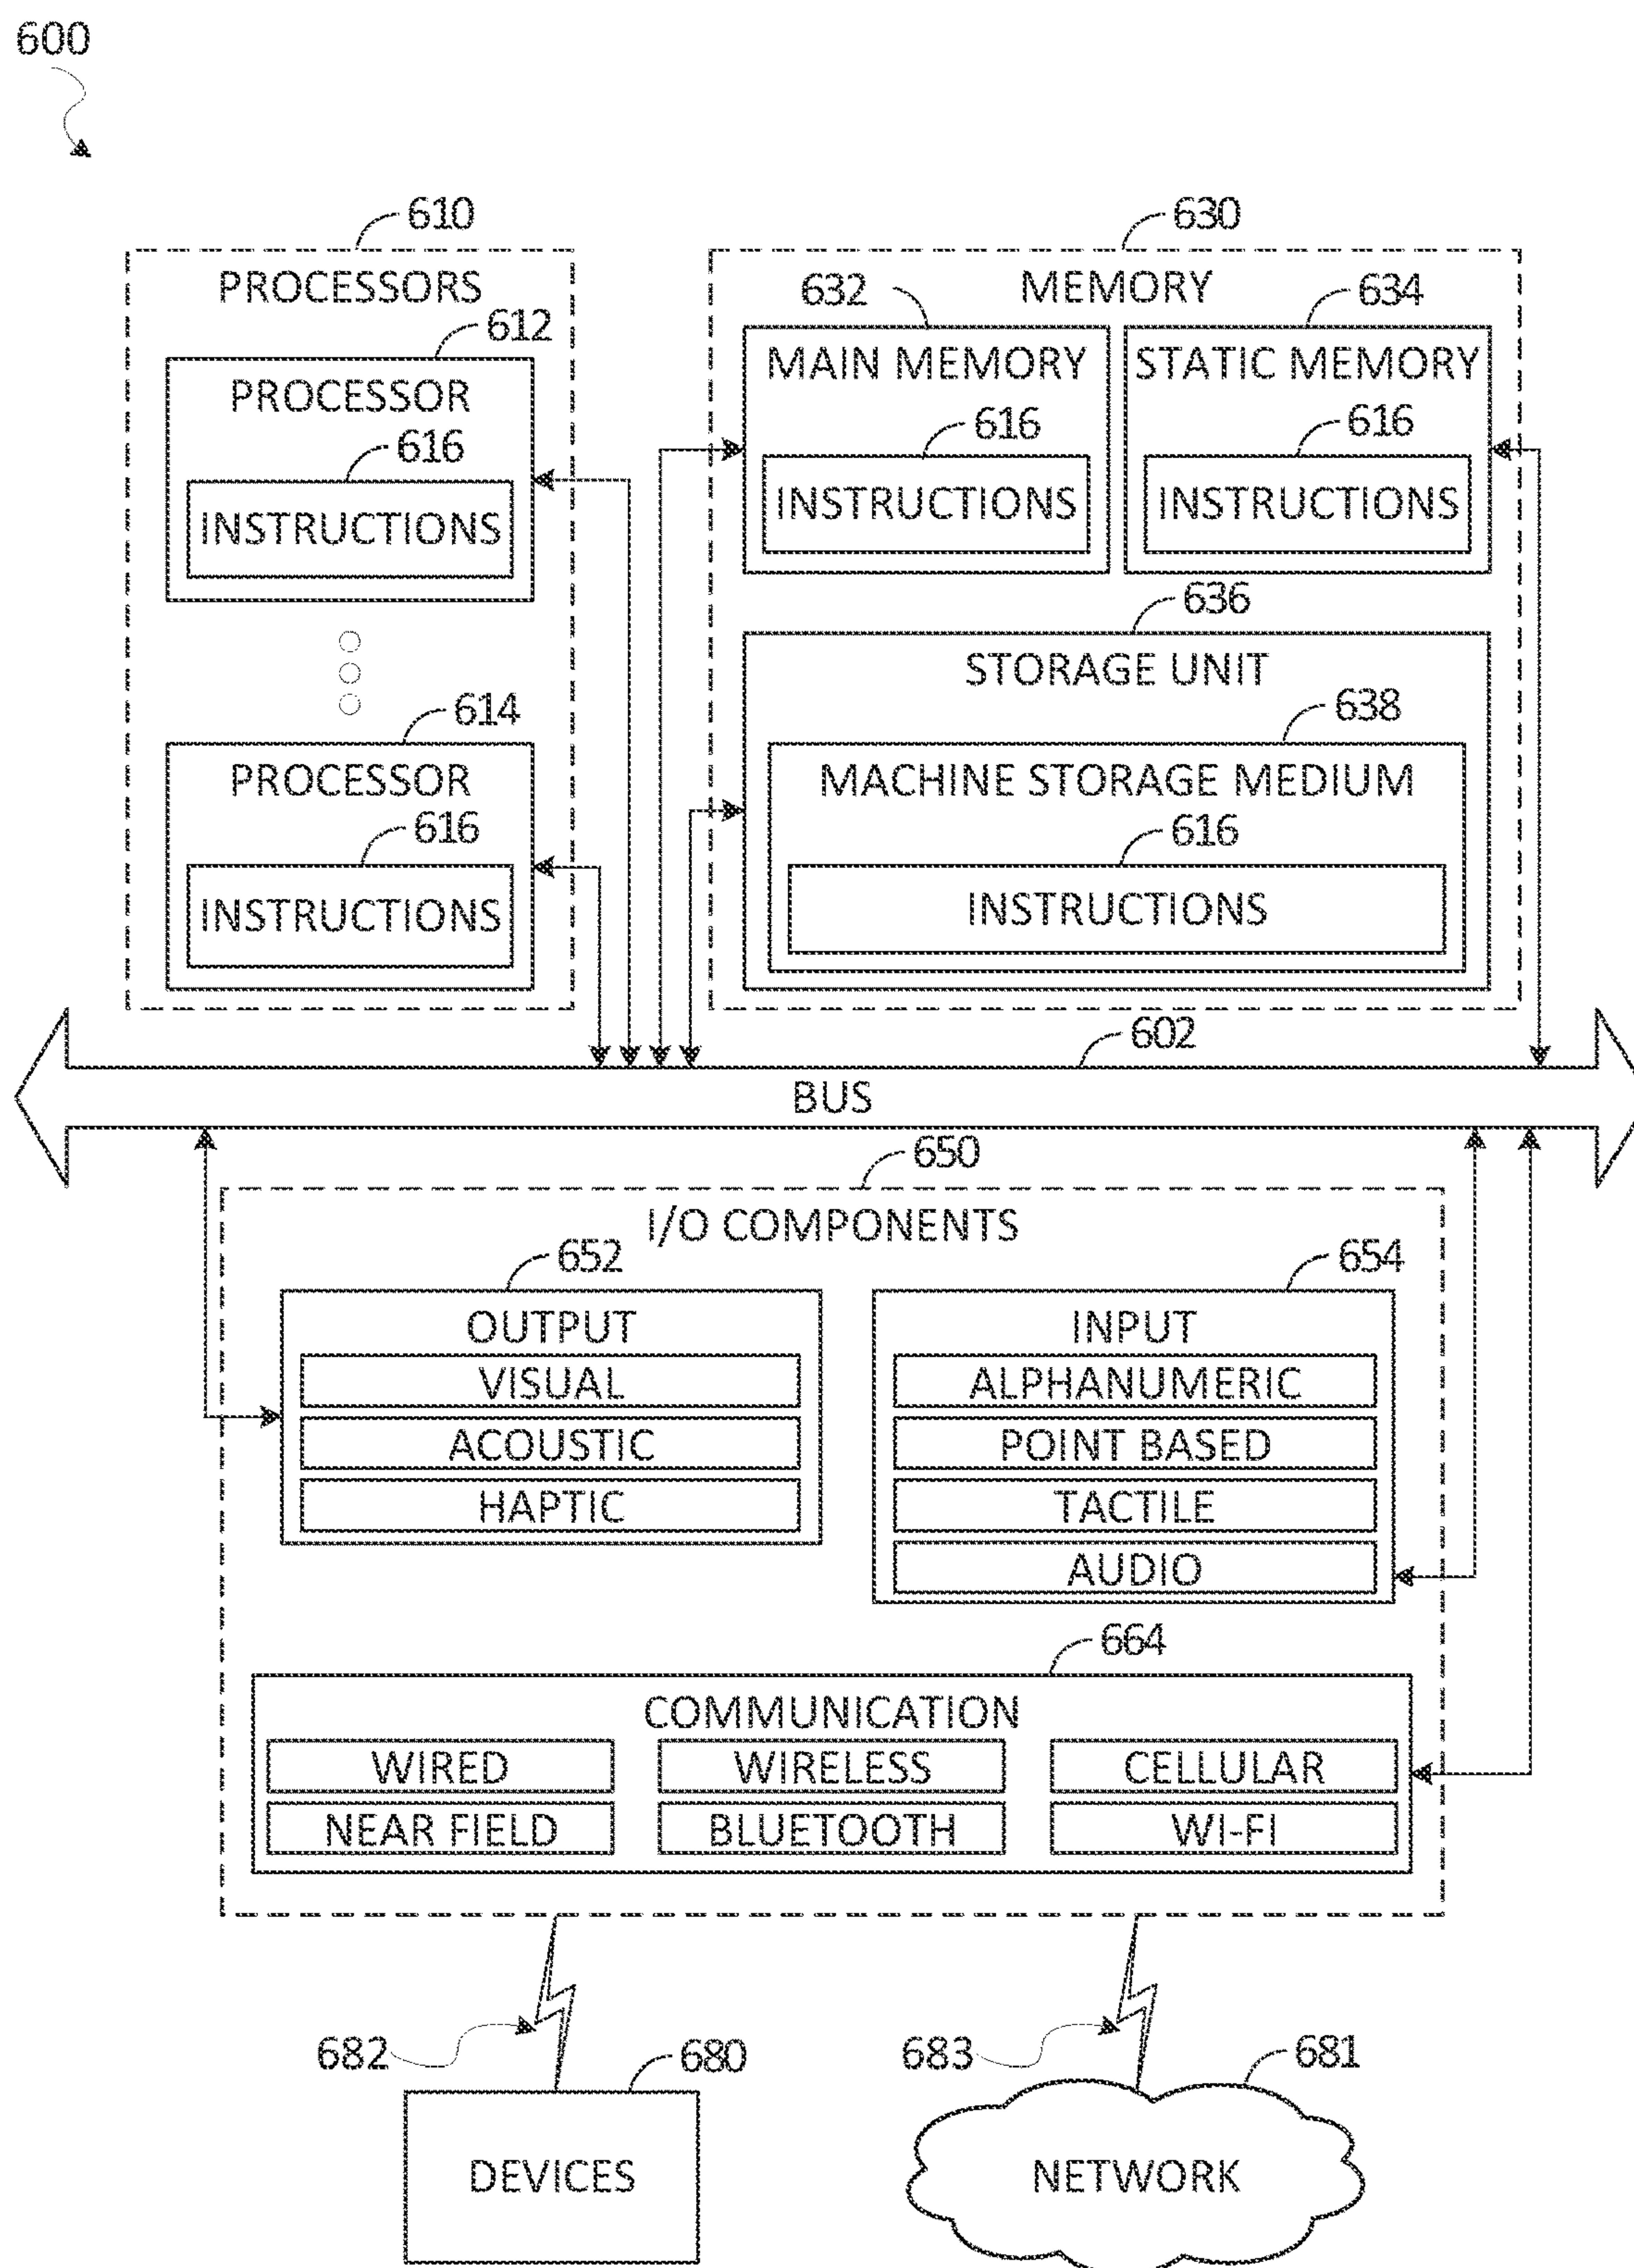 600
610
630
PROCESSORS
632
MEMORY
634
612
MAIN MEMORY
STATIC MEMORY
PROCESSOR
616
616
616
INSTRUCTIONS
INSTRUCTIONS
INSTRUCTIONS
636
STORAGE UNIT
614
638
PROCESSOR
MACHINE STORAGE MEDIUM
616
616
INSTRUCTIONS
INSTRUCTIONS
602
BUS
650
I/O COMPONENTS
652
654
OUTPUT
INPUT
VISUAL
ALPHANUMERIC
ACOUSTIC
POINT BASED
HAPTIC
TACTILE
AUDIO
664
COMMUNICATION
WIRED
WIRELESS
CELLULAR
NEAR FIELD
BLUETOOTH
WI-FI
682
680
683
681
DEVICES
NETWORK